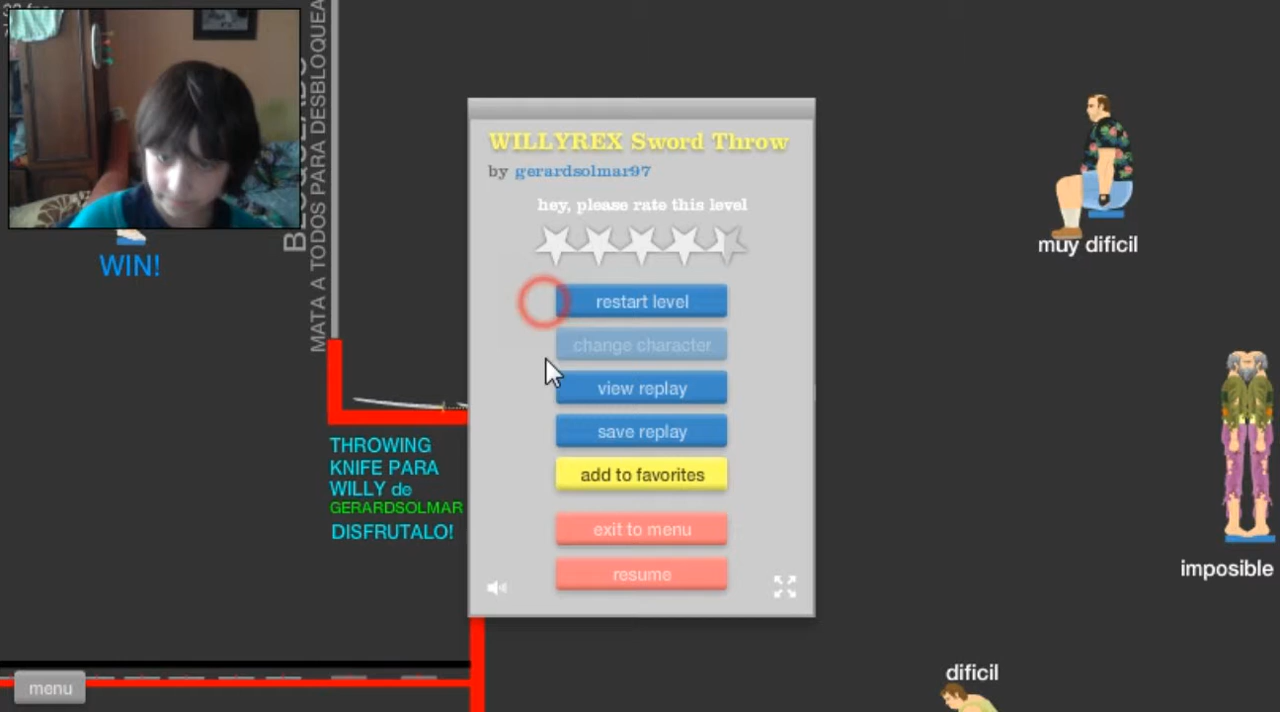 MATA A TODOS PARA DESBLOQUEA
WIN!
THROWING
KNIFE PARA
WILLY de
GERARDSOLMAR
DISFRUTALO!
menu
WILLYREX Sword Throw
by gerardsolmar97
hey, please rate this level
restart level
change character
view replay
save replay
add to favorites
exit to menu
resume
muy dificil
imposible
dificil